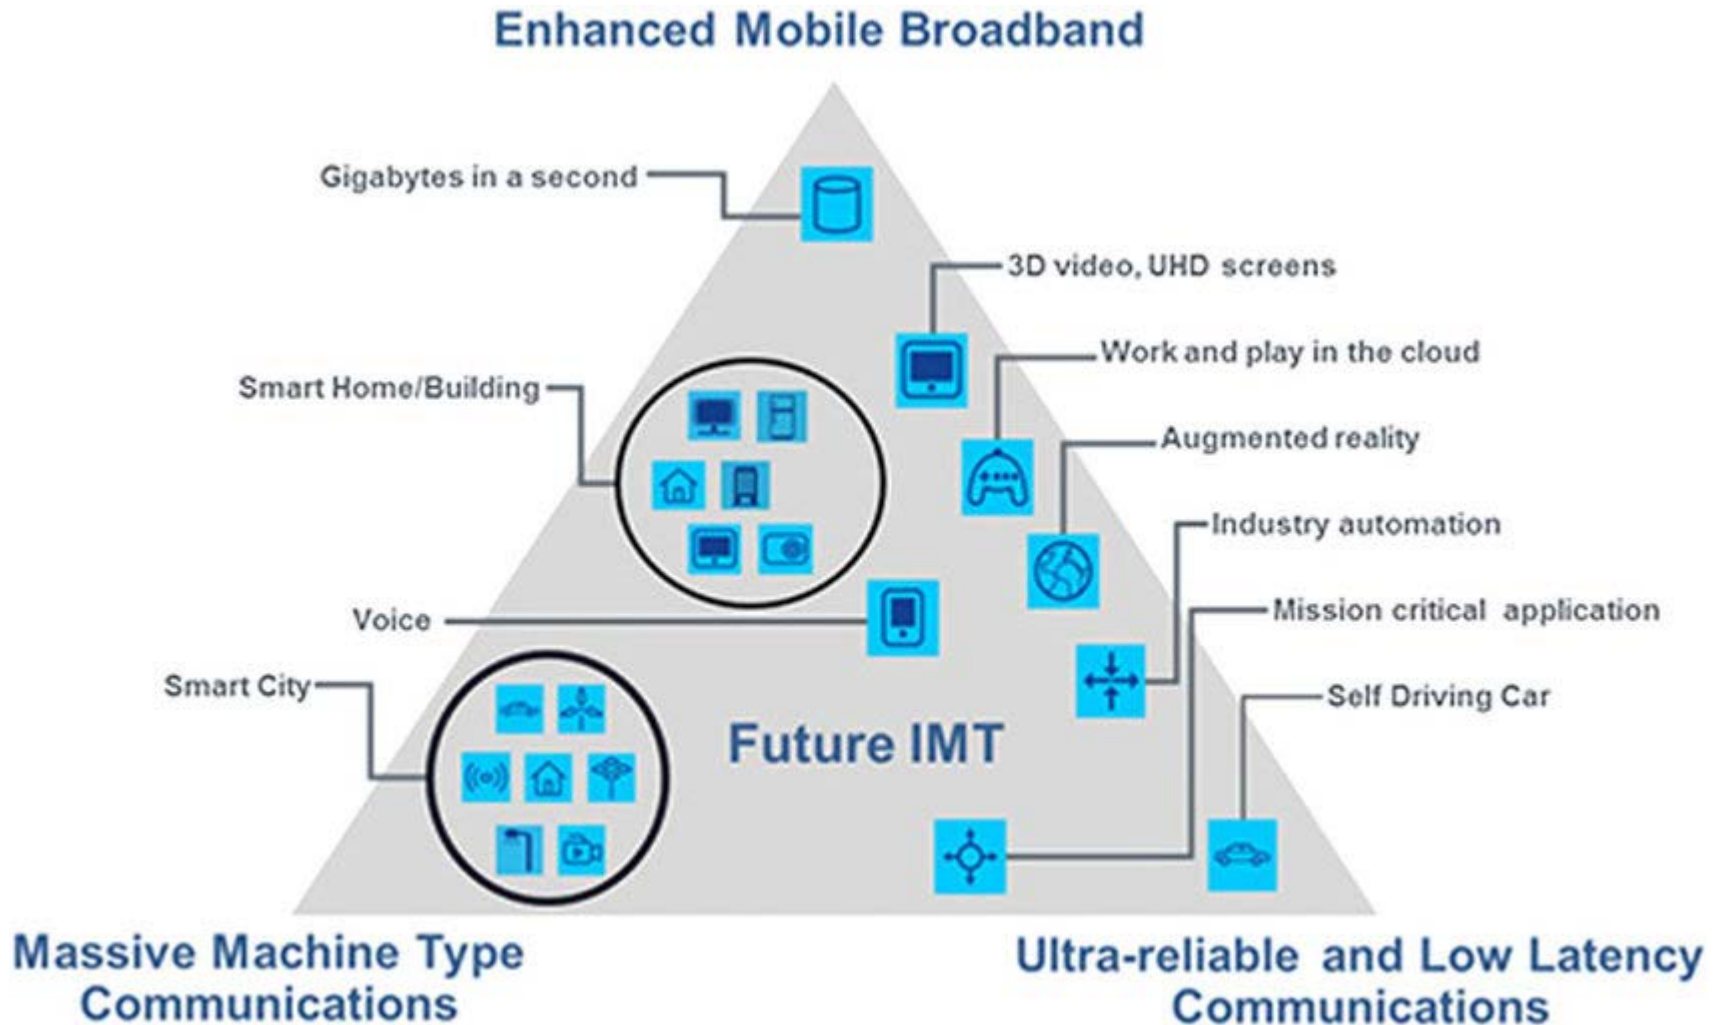 Enhanced Mobile Broadband
Gigabytes in a second
3D video, UHD screens
Work and play in the cloud
Smart Home/Building
Augmented reality
Industry automation
Mission critical application
Voice
Smart City
Self Driving Car
Future IMT
Massive Machine Type
Communications
Ultra-reliable and Low Latency
Communications